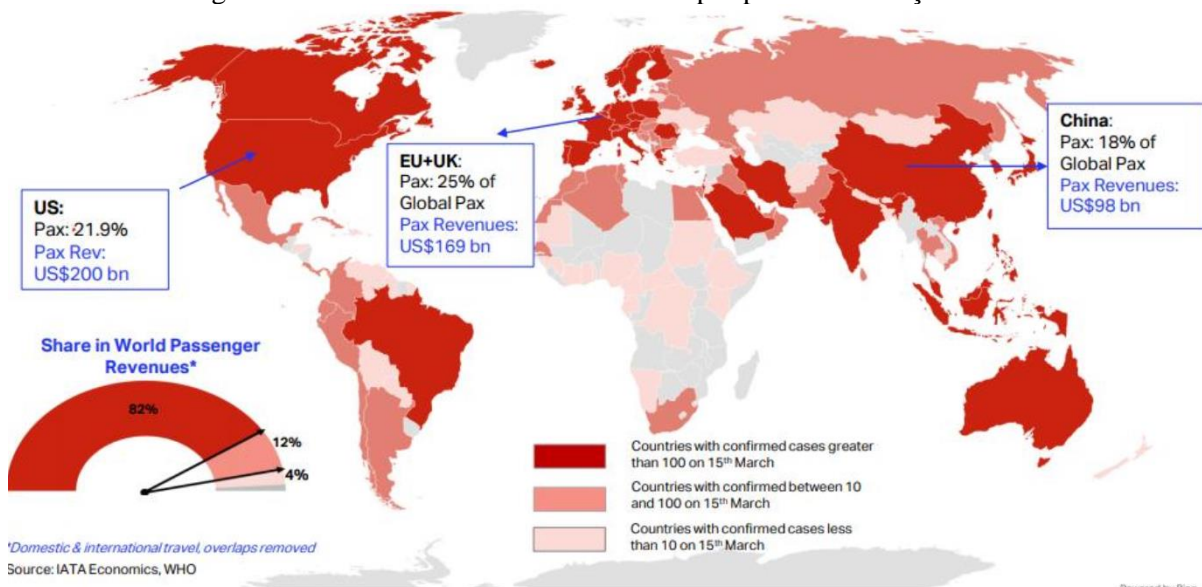 US:
Pax: 21.9%
Pax Rev:
US$200 bn
EU+UK:
Pax: 25% of
Global Pax
Pax Revenues:
US$169 bn
China:
Pax: 18% of
Global Pax
Pax Revenues:
US$98 bn
Share in World Passenger
Revenues*
82%
12%
4%
Countries with confirmed cases greater
than 100 on 15th March
Countries with confirmed between 10
and 100 on 15th March
Countries with confirmed cases less
than 10 on 15th March
*Domestic & international travel, overlaps removed
Source: IATA Economics, WHO